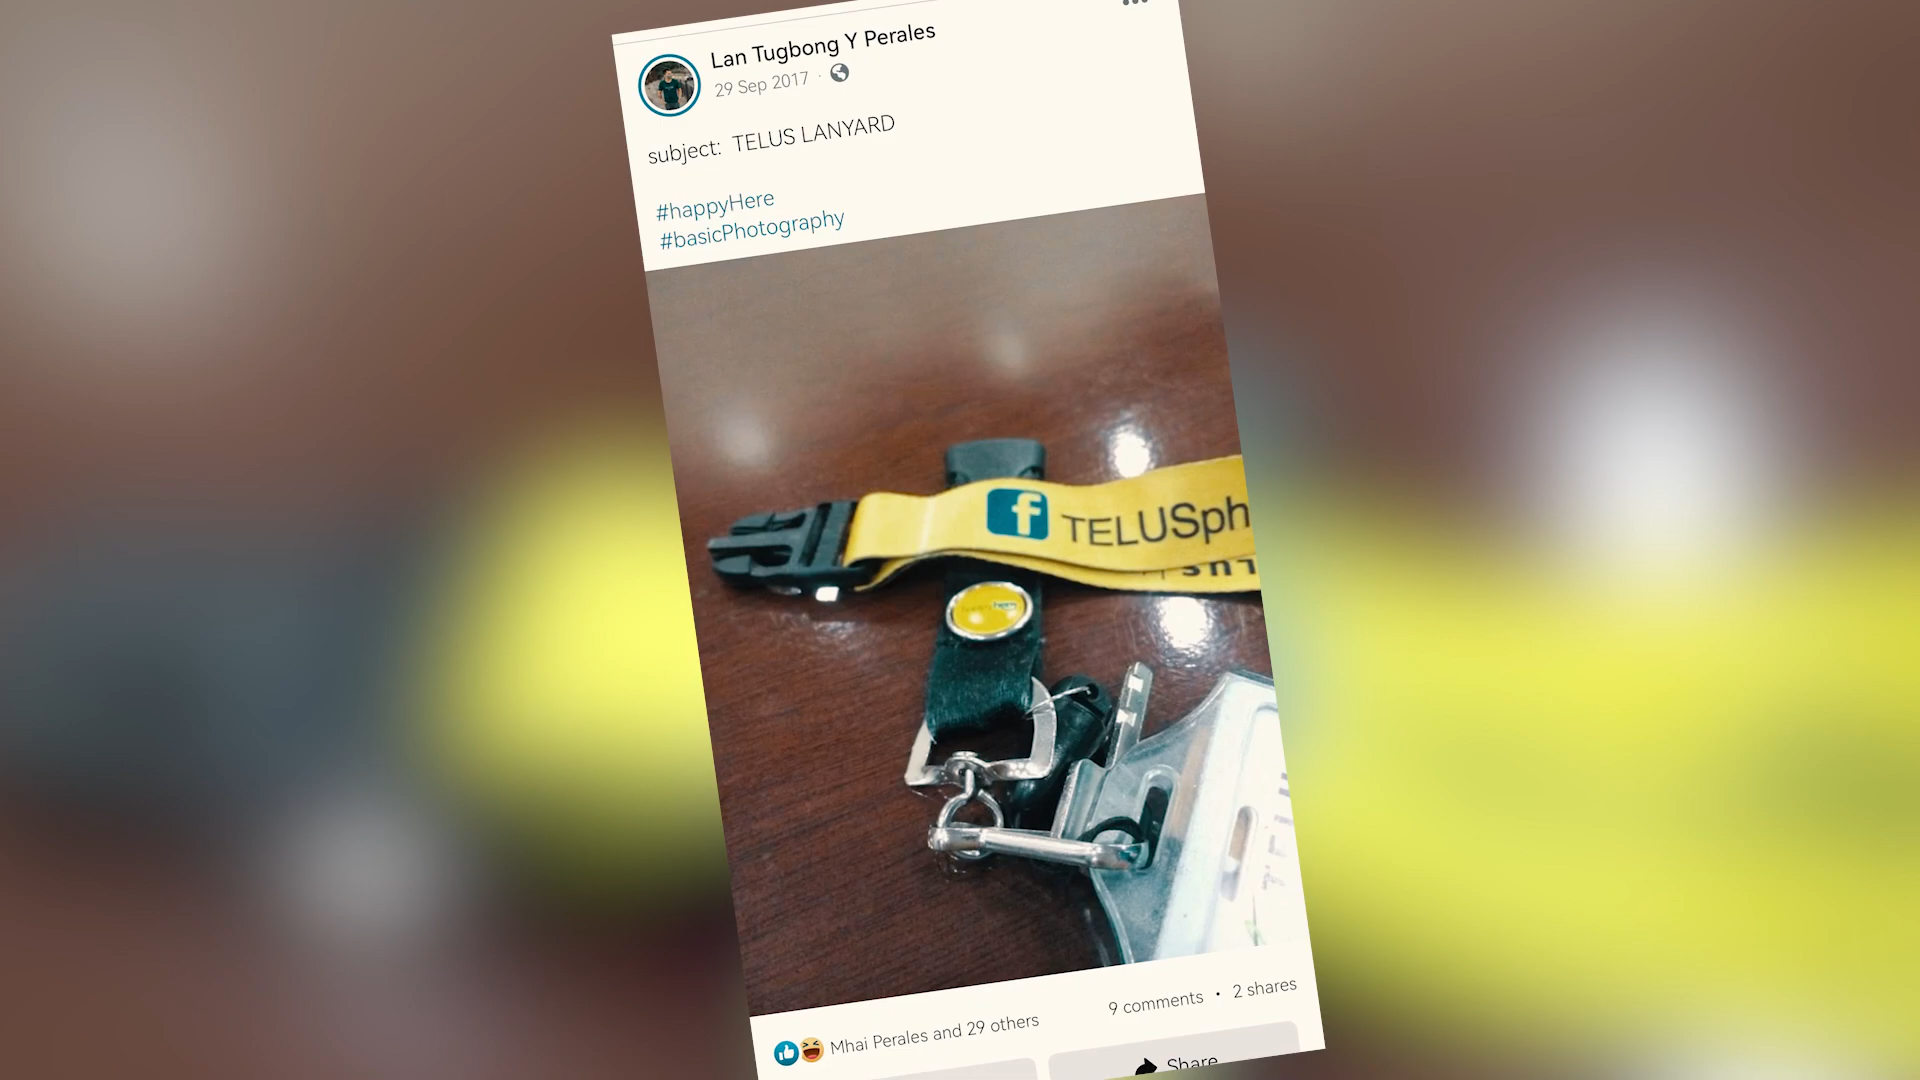 Lan Tugbong Y Perales
29 Sep 2017 ·
subject: TELUS LANYARD
#happyHere
#basicPhotography
f TELUSph
Mhai Perales and 29 others
9 comments • 2 shares
Share